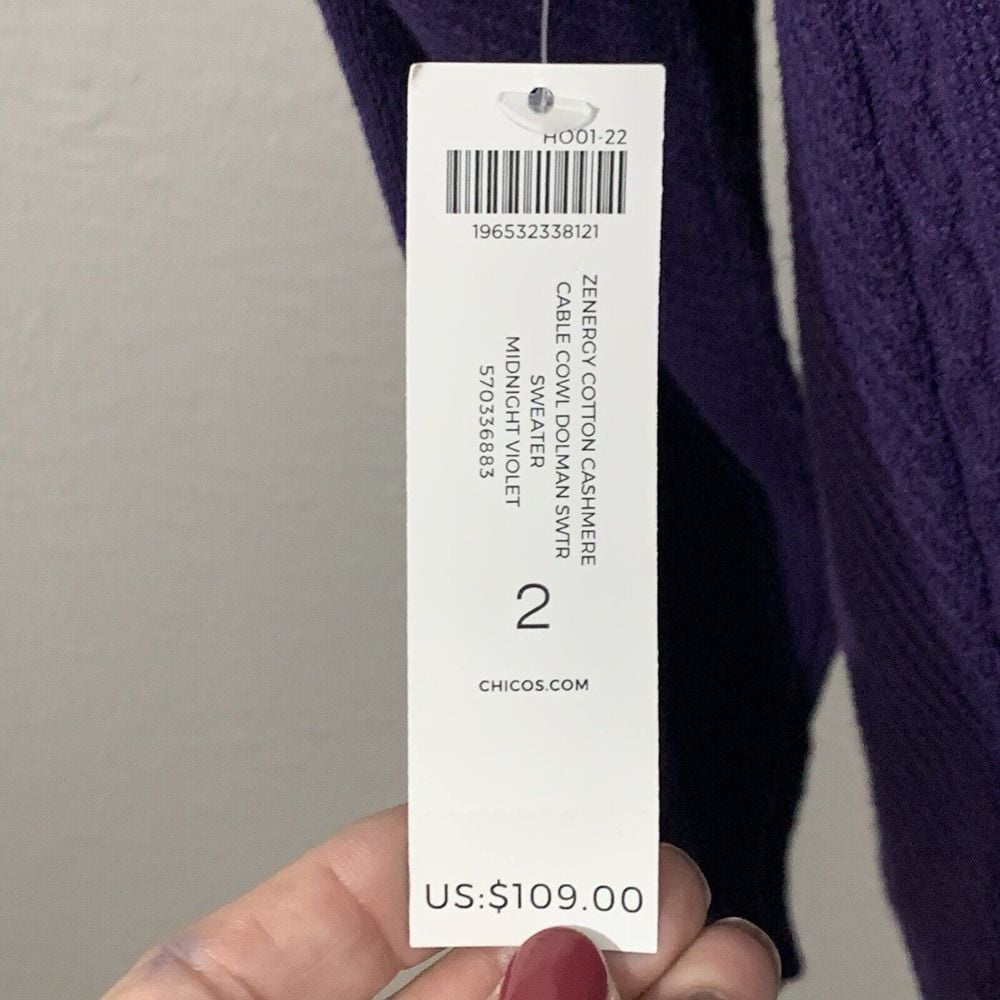 HO01-22
196532338121
ZENERGY COTTON CASHMERE
CABLE COWL DOLMAN SWTR
SWEATER
MIDNIGHT VIOLET
570336883
2
CHICOS.COM
US:$109.00